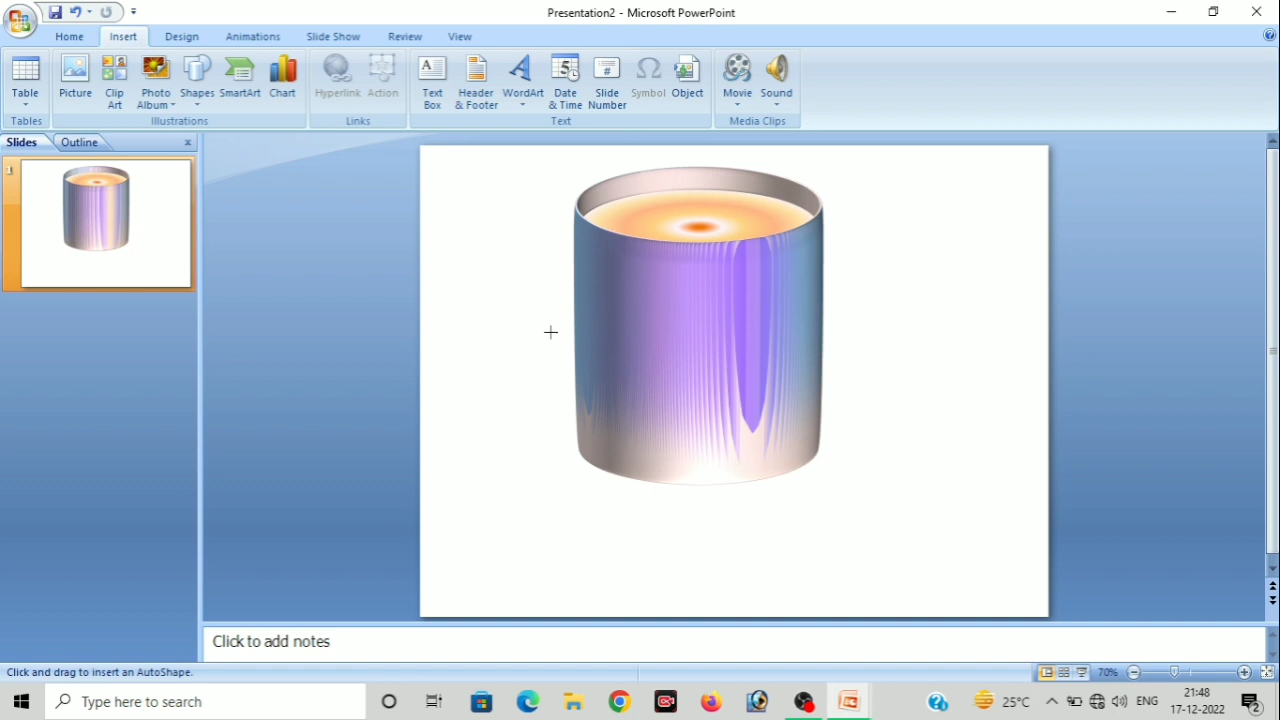 Presentation2 - Microsoft PowerPoint
Home Insert Design Animations Slide Show Review View
Table Picture Clip Art Photo Album Shapes SmartArt Chart Hyperlink Action Text Box Header & Footer WordArt Date & Time Slide Number Symbol Object Movie Sound
Tables Illustrations Links Text Media Clips
Slides Outline
1
Click to add notes
Click and drag to insert an AutoShape.
70%
Type here to search
25°C
ENG
21:48
17-12-2022
2